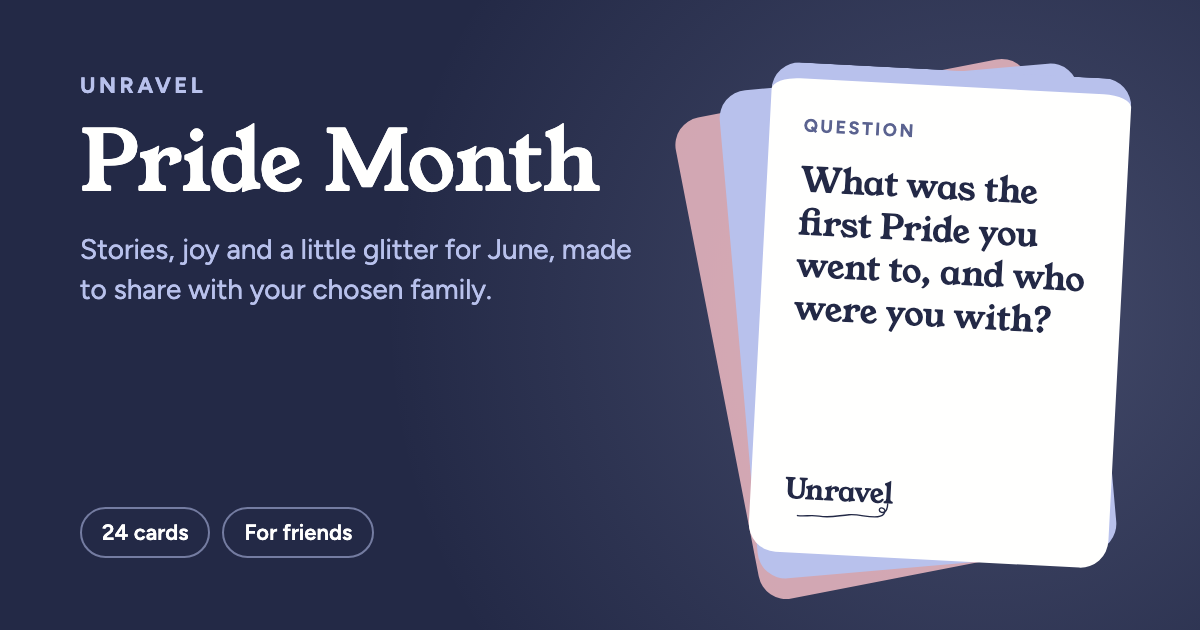 UNRAVEL
Pride Month
Stories, joy and a little glitter for June, made
to share with your chosen family.
24 cards
For friends
QUESTION
What was the
first Pride you
went to, and who
were you with?
Unravel